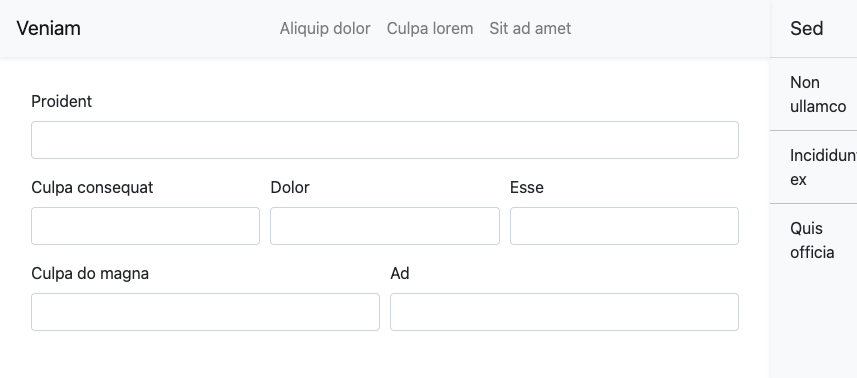 Veniam
Aliquip dolor Culpa lorem Sit ad amet
Proident
Culpa consequat Dolor Esse
Culpa do magna Ad
Sed
Non
ullamco
Incididunt
ex
Quis
officia